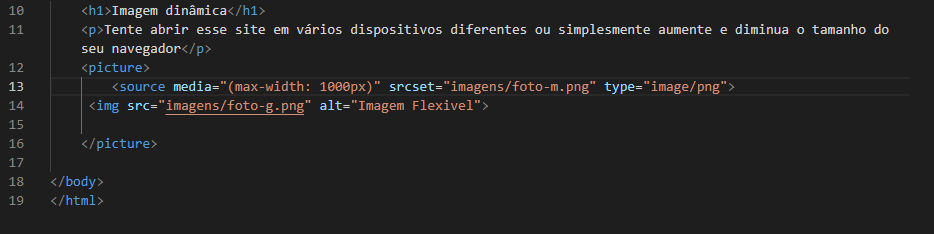 10 <h1>Imagem dinâmica</h1>
11 <p>Tente abrir esse site em vários dispositivos diferentes ou simplesmente aumente e diminua o tamanho do
seu navegador</p>
12 <picture>
13 <source media="(max-width: 1000px)" srcset="imagens/foto-m.png" type="image/png">
14 <img src="imagens/foto-g.png" alt="Imagem Flexivel">
15
16 </picture>
17
18 </body>
19 </html>